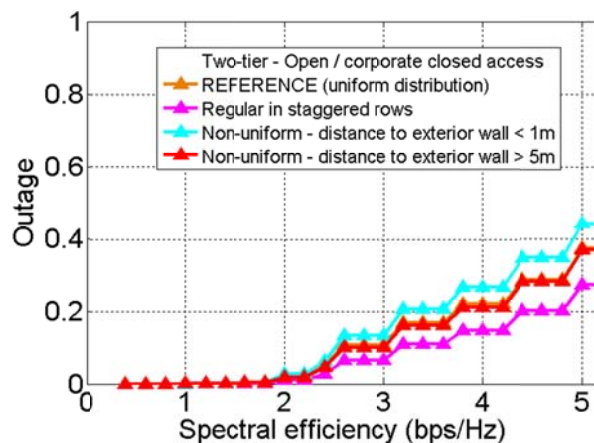 1
Two-tier - Open / corporate closed access
REFERENCE (uniform distribution)
0.8
Regular in staggered rows
Non-uniform - distance to exterior wall < 1m
Non-uniform - distance to exterior wall > 5m
0.6
Outage
0.4
0.2
0
0 1 2 3 4 5
Spectral efficiency (bps/Hz)